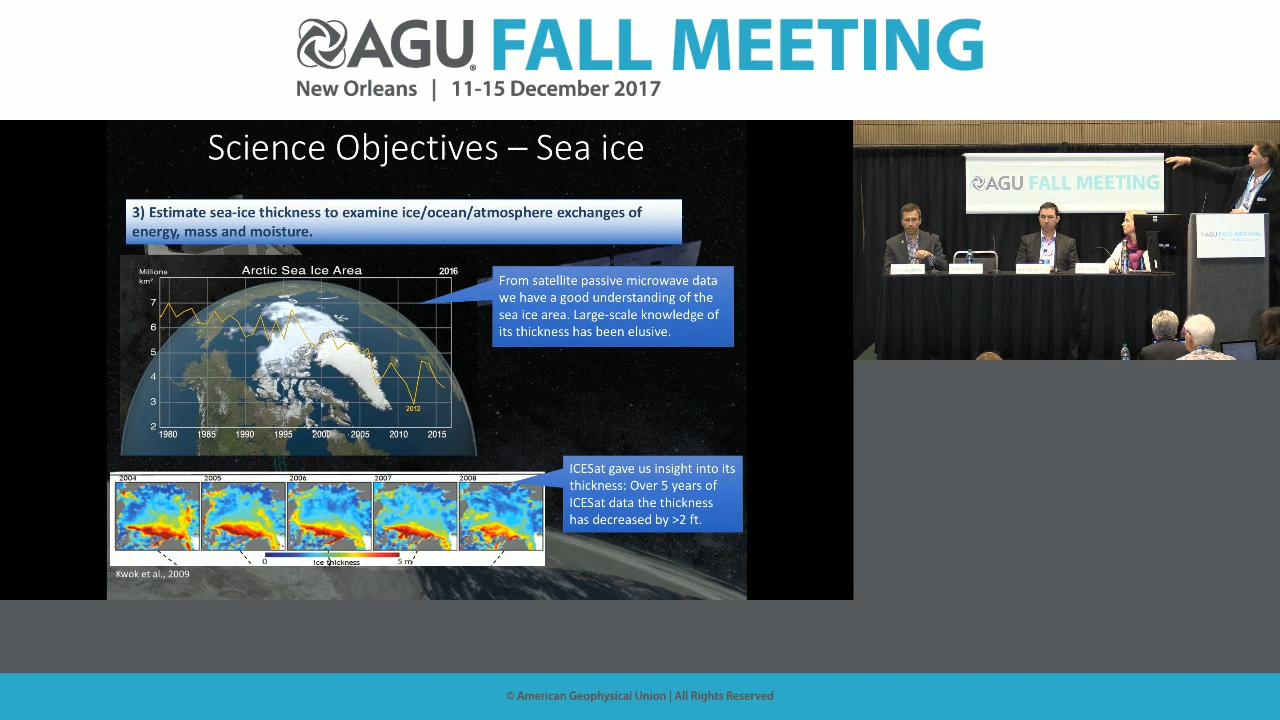 AGU FALL MEETING
New Orleans | 11-15 December 2017
Science Objectives – Sea ice
3) Estimate sea-ice thickness to examine ice/ocean/atmosphere exchanges of
energy, mass and moisture.
Millions
km²
Arctic Sea Ice Area
2016
7
6
5
4
3
2
2012
1980 1985 1990 1995 2000 2005 2010 2015
From satellite passive microwave data
we have a good understanding of the
sea ice area. Large-scale knowledge of
its thickness has been elusive.
2004 2005 2006 2007 2008
0 Ice thickness 5 m
ICESat gave us insight into its
thickness: Over 5 years of
ICESat data the thickness
has decreased by >2 ft.
Kwok et al., 2009
AGU FALL MEETING
AGU FALL MEETING
© American Geophysical Union | All Rights Reserved